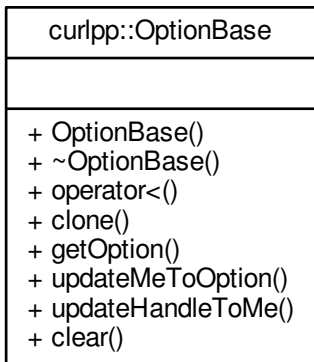 curlpp::OptionBase
+ OptionBase()
+ ~OptionBase()
+ operator<()
+ clone()
+ getOption()
+ updateMeToOption()
+ updateHandleToMe()
+ clear()